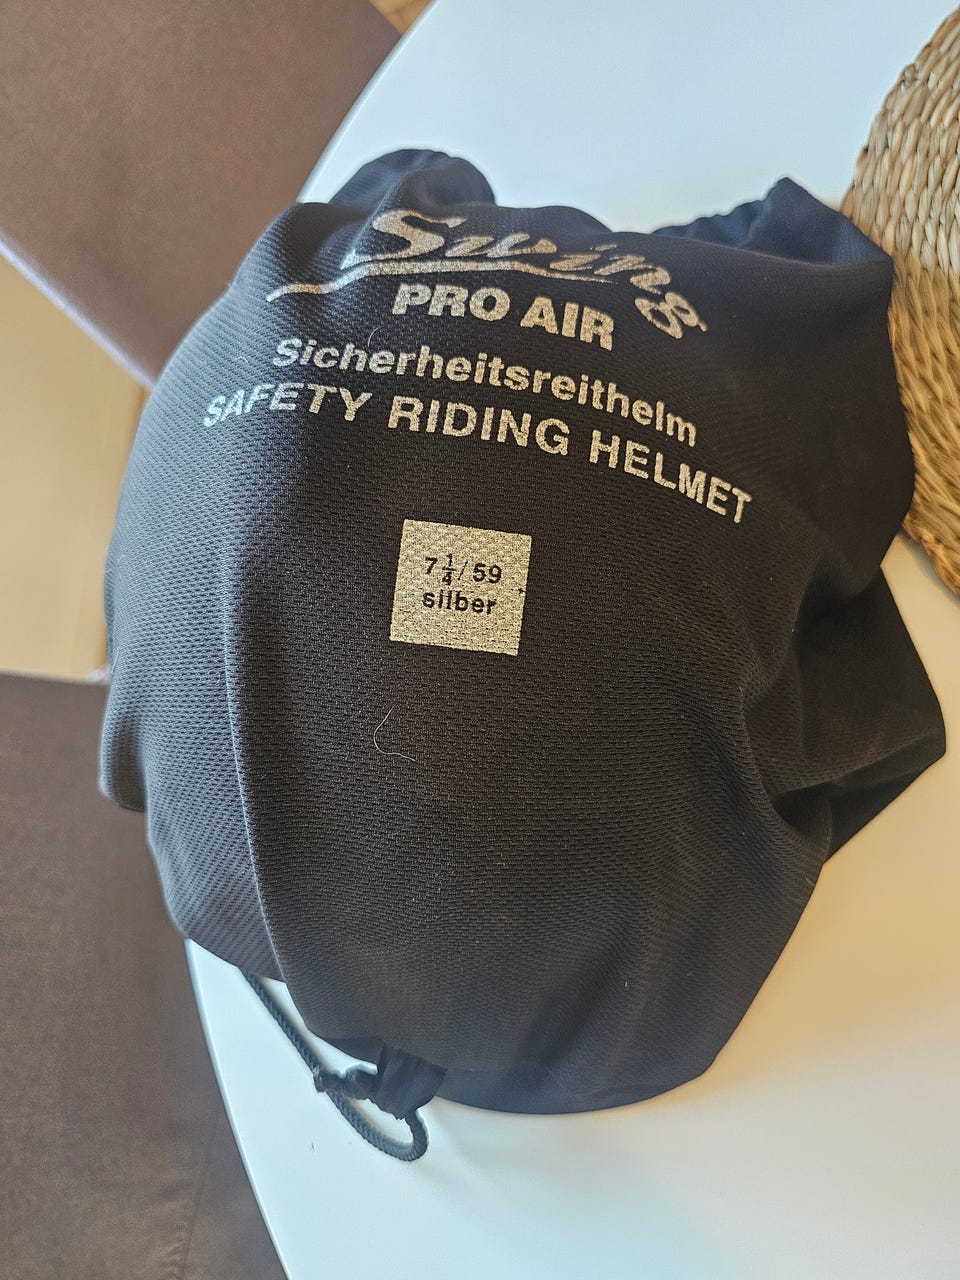 Swing
PRO AIR
Sicherheitsreithelm
SAFETY RIDING HELMET
7 1/4 / 59
silber